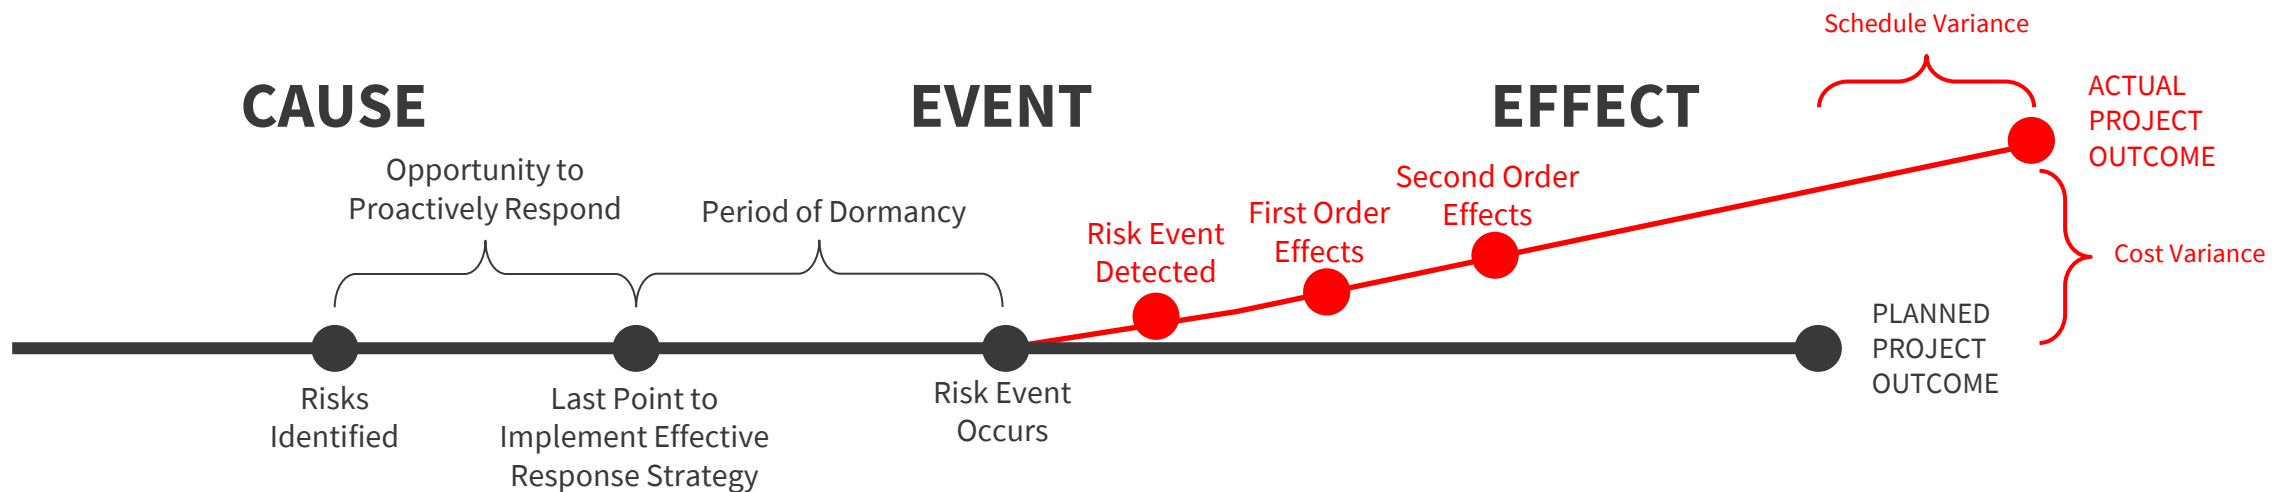 Schedule Variance
CAUSE
EVENT
EFFECT
ACTUAL
PROJECT
OUTCOME
Opportunity to
Proactively Respond
Period of Dormancy
Risk Event
Detected
First Order
Effects
Second Order
Effects
Cost Variance
PLANNED
PROJECT
OUTCOME
Risks
Identified
Last Point to
Implement Effective
Response Strategy
Risk Event
Occurs